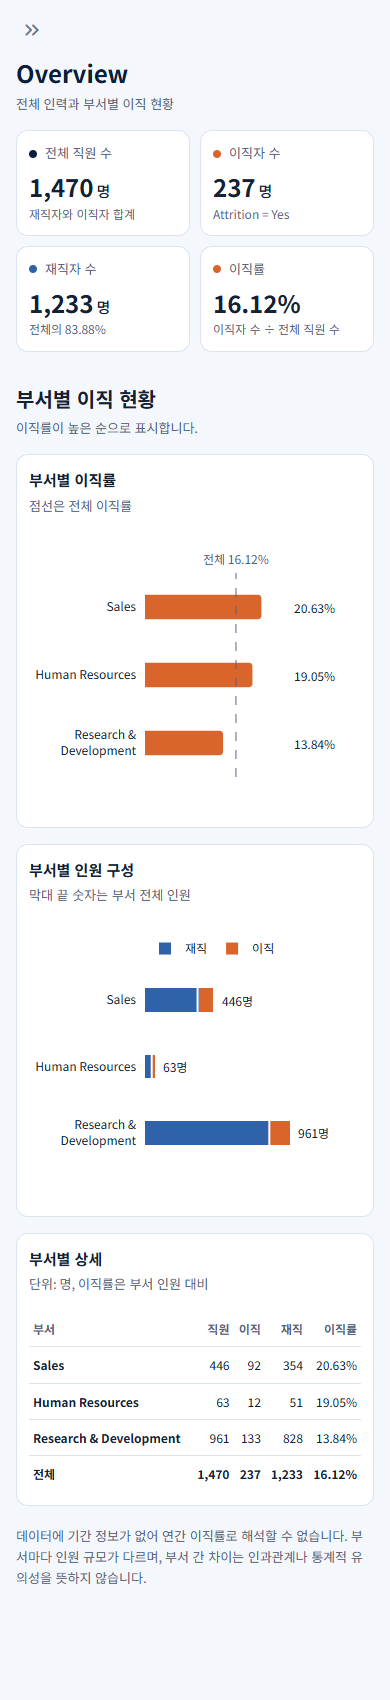 Overview
전체 인력과 부서별 이직 현황
전체 직원 수
1,470 명
재직자와 이직자 합계
이직자 수
237 명
Attrition = Yes
재직자 수
1,233 명
전체의 83.88%
이직률
16.12%
이직자 수 ÷ 전체 직원 수
부서별 이직 현황
이직률이 높은 순으로 표시합니다.
부서별 이직률
점선은 전체 이직률
전체 16.12%
Sales 20.63%
Human Resources 19.05%
Research &
Development 13.84%
부서별 인원 구성
막대 끝 숫자는 부서 전체 인원
재직 이직
Sales 446명
Human Resources 63명
Research &
Development 961명
부서별 상세
단위: 명, 이직률은 부서 인원 대비
부서 직원 이직 재직 이직률
Sales 446 92 354 20.63%
Human Resources 63 12 51 19.05%
Research & Development 961 133 828 13.84%
전체 1,470 237 1,233 16.12%
데이터에 기간 정보가 없어 연간 이직률로 해석할 수 없습니다. 부
서마다 인원 규모가 다르며, 부서 간 차이는 인과관계나 통계적 유
의성을 뜻하지 않습니다.